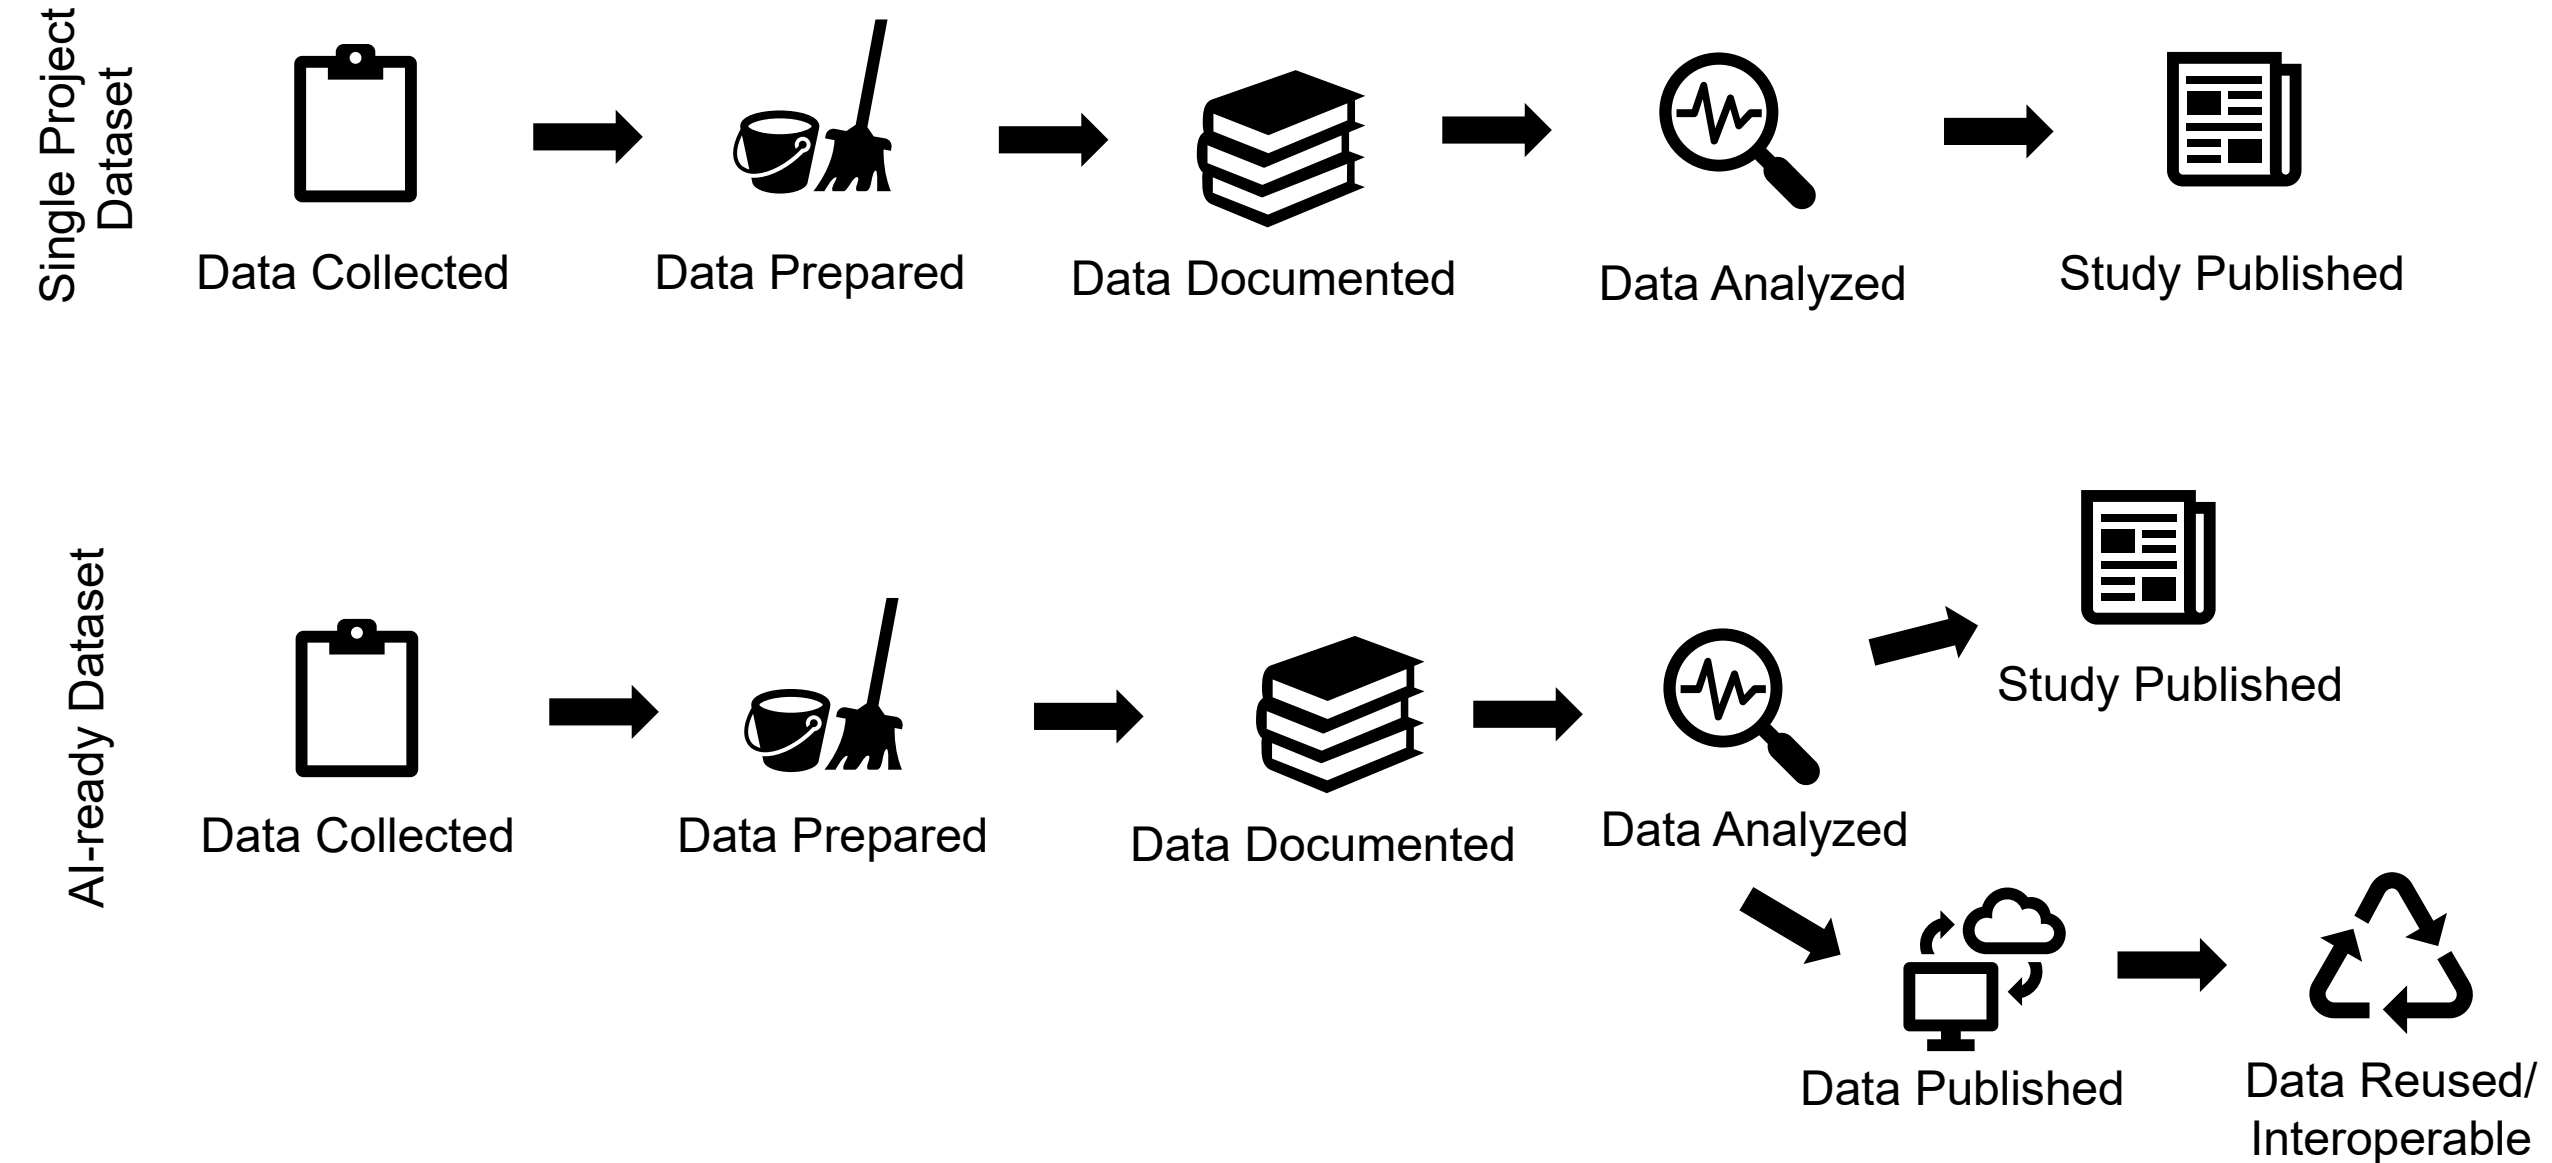 Single Project
Dataset
Data Collected
Data Prepared
Data Documented
Data Analyzed
Study Published
AI-ready Dataset
Data Collected
Data Prepared
Data Documented
Data Analyzed
Study Published
Data Published
Data Reused/
Interoperable